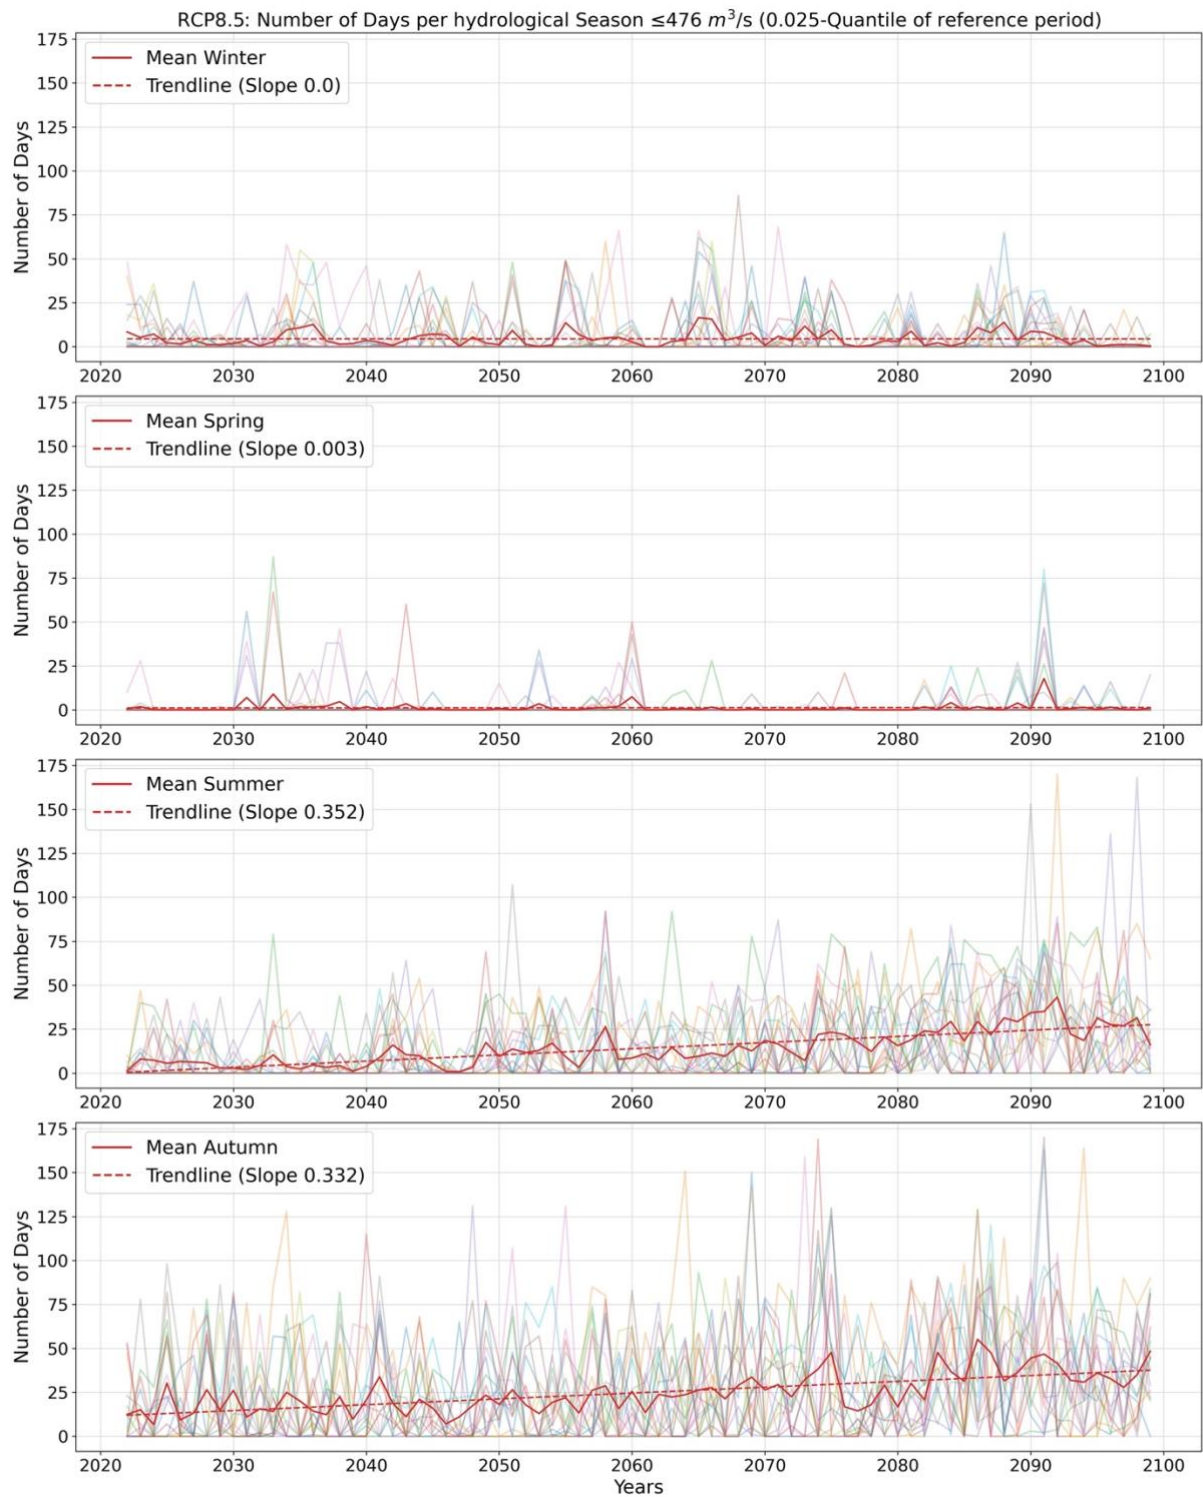 RCP8.5: Number of Days per hydrological Season ≤476 m³/s (0.025-Quantile of reference period)
175
150
125
100
75
50
25
0
Number of Days
Mean Winter
Trendline (Slope 0.0)
2020 2030 2040 2050 2060 2070 2080 2090 2100
175
150
125
100
75
50
25
0
Number of Days
Mean Spring
Trendline (Slope 0.003)
2020 2030 2040 2050 2060 2070 2080 2090 2100
175
150
125
100
75
50
25
0
Number of Days
Mean Summer
Trendline (Slope 0.352)
2020 2030 2040 2050 2060 2070 2080 2090 2100
175
150
125
100
75
50
25
0
Number of Days
Mean Autumn
Trendline (Slope 0.332)
2020 2030 2040 2050 2060 2070 2080 2090 2100
Years